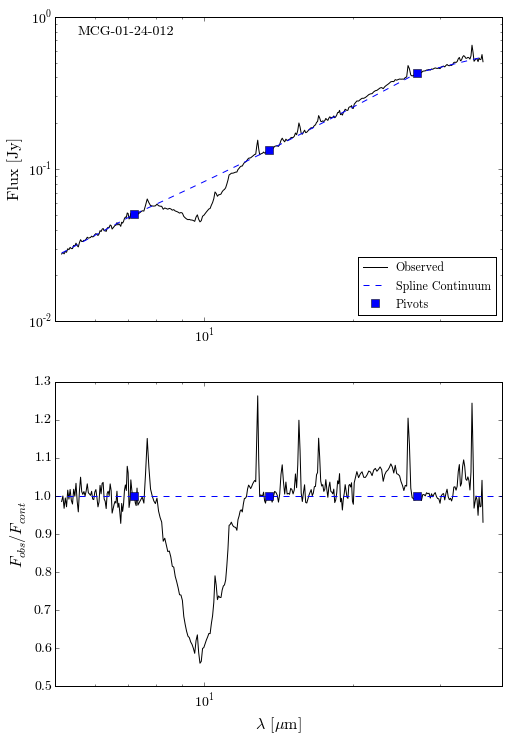 MCG-01-24-012
10^0
10^-1
10^-2
Flux [Jy]
Observed
Spline Continuum
Pivots
10^1
1.3
1.2
1.1
1.0
0.9
0.8
0.7
0.6
0.5
F_obs/F_cont
10^1
λ [μm]